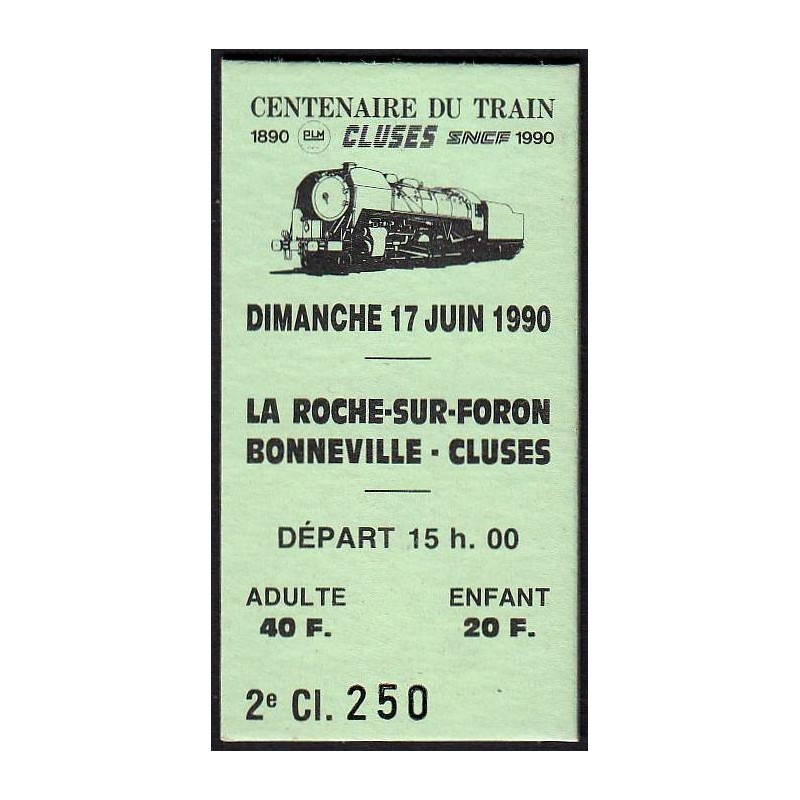 CENTENAIRE DU TRAIN
1890 PLM CLUSES SNCF 1990
DIMANCHE 17 JUIN 1990
LA ROCHE-SUR-FORON
BONNEVILLE - CLUSES
DÉPART 15 h. 00
ADULTE ENFANT
40 F. 20 F.
2e Cl. 250